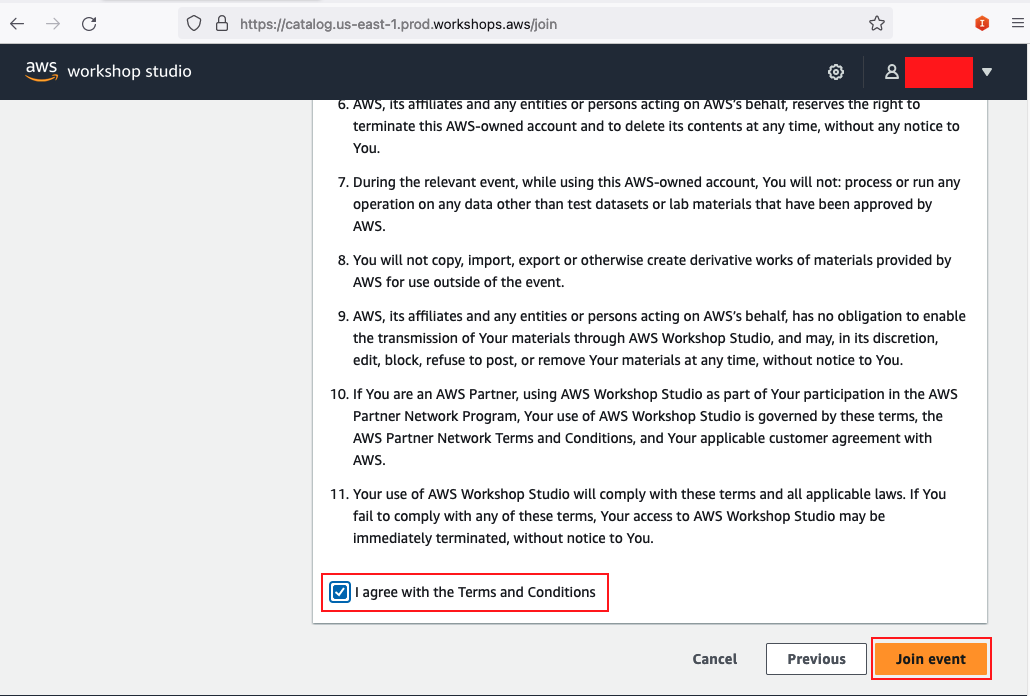 https://catalog.us-east-1.prod.workshops.aws/join
aws workshop studio
6. AWS, its affiliates and any entities or persons acting on AWS's behalf, reserves the right to
terminate this AWS-owned account and to delete its contents at any time, without any notice to
You.
7. During the relevant event, while using this AWS-owned account, You will not: process or run any
operation on any data other than test datasets or lab materials that have been approved by
AWS.
8. You will not copy, import, export or otherwise create derivative works of materials provided by
AWS for use outside of the event.
9. AWS, its affiliates and any entities or persons acting on AWS's behalf, has no obligation to enable
the transmission of Your materials through AWS Workshop Studio, and may, in its discretion,
edit, block, refuse to post, or remove Your materials at any time, without notice to You.
10. If You are an AWS Partner, using AWS Workshop Studio as part of Your participation in the AWS
Partner Network Program, Your use of AWS Workshop Studio is governed by these terms, the
AWS Partner Network Terms and Conditions, and Your applicable customer agreement with
AWS.
11. Your use of AWS Workshop Studio will comply with these terms and all applicable laws. If You
fail to comply with any of these terms, Your access to AWS Workshop Studio may be
immediately terminated, without notice to You.
I agree with the Terms and Conditions
Cancel Previous Join event